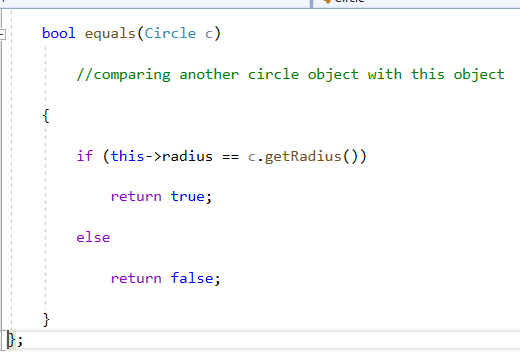 Circle
bool equals(Circle c)
//comparing another circle object with this object
{
if (this->radius == c.getRadius())
return true;
else
return false;
}
};